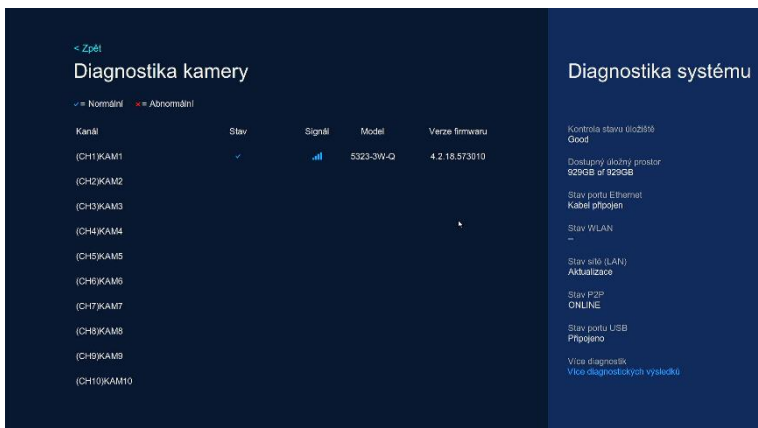 < Zpět
Diagnostika kamery
✓= Normální ×= Abnormální
Kanál Stav Signál Model Verze firmwaru
(CH1)KAM1 ✓ 5323-3W-Q 4.2.18.573010
(CH2)KAM2
(CH3)KAM3
(CH4)KAM4
(CH5)KAM5
(CH6)KAM6
(CH7)KAM7
(CH8)KAM8
(CH9)KAM9
(CH10)KAM10
Diagnostika systému
Kontrola stavu úložiště
Good
Dostupný úložný prostor
929GB of 929GB
Stav portu Ethernet
Kabel připojen
Stav WLAN
--
Stav sítě (LAN)
Aktualizace
Stav P2P
ONLINE
Stav portu USB
Připojeno
Více diagnostik
Více diagnostických výsledků